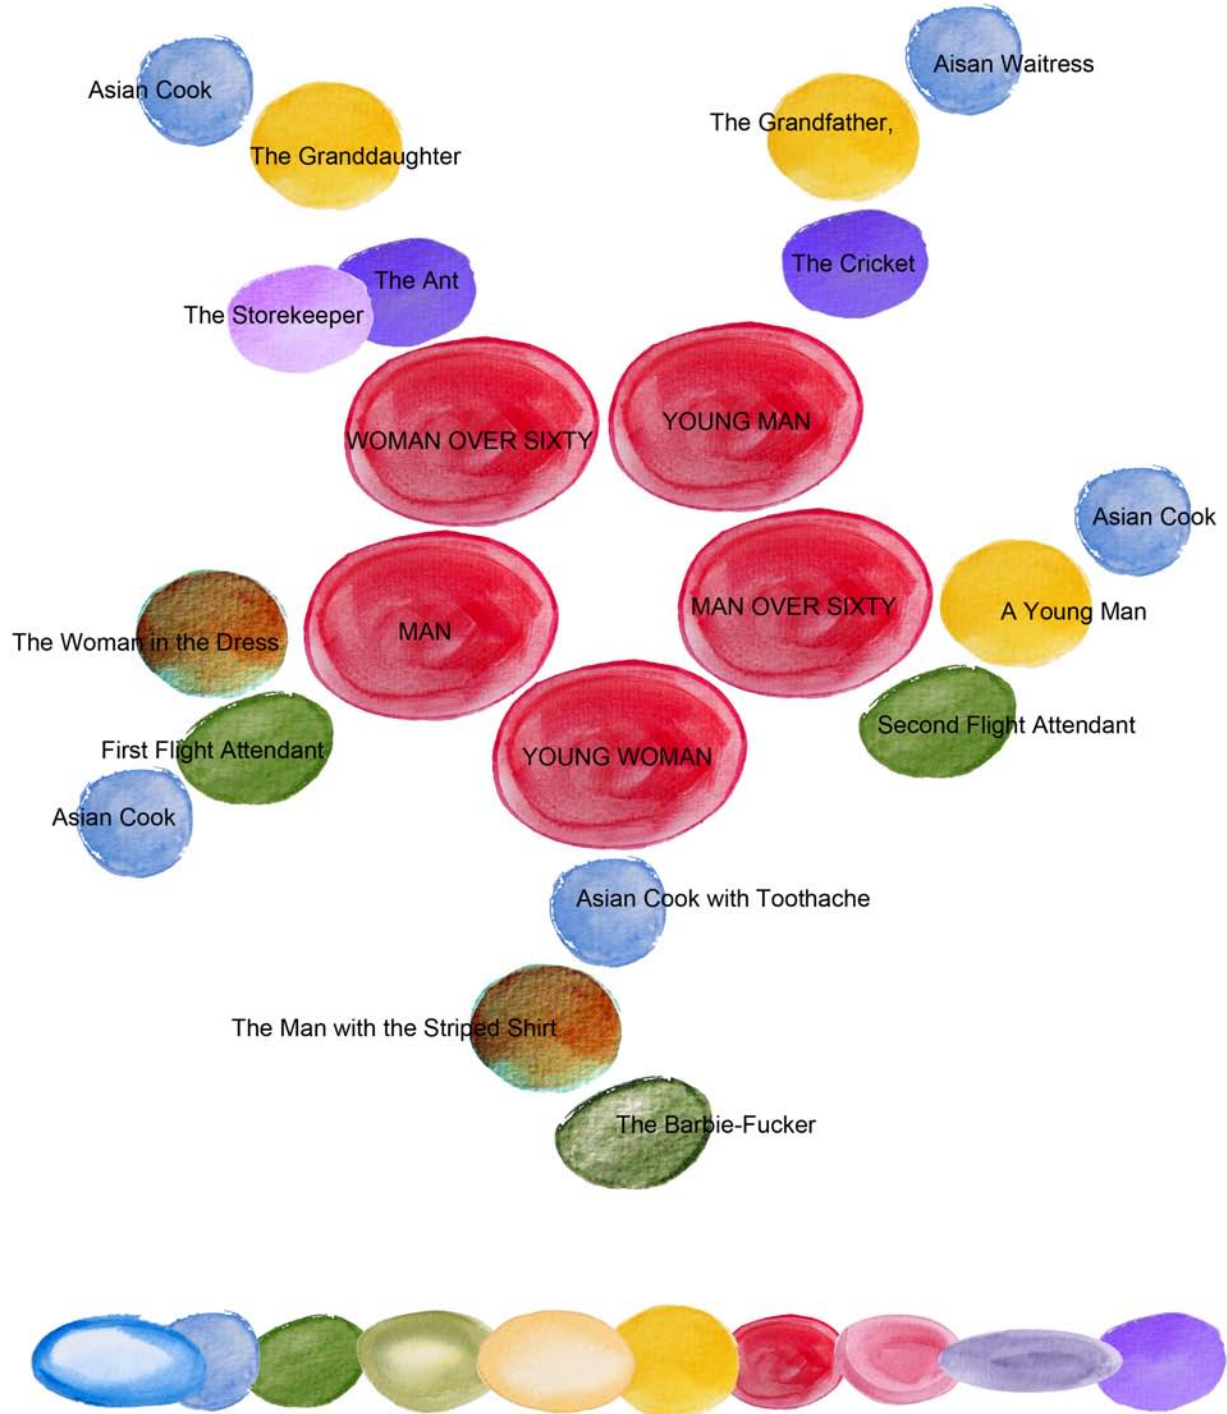 Aisan Waitress
Asian Cook
The Grandfather,
The Granddaughter
The Cricket
The Ant
The Storekeeper
YOUNG MAN
WOMAN OVER SIXTY
Asian Cook
MAN OVER SIXTY
A Young Man
MAN
The Woman in the Dress
Second Flight Attendant
First Flight Attendant
YOUNG WOMAN
Asian Cook
Asian Cook with Toothache
The Man with the Striped Shirt
The Barbie-Fucker